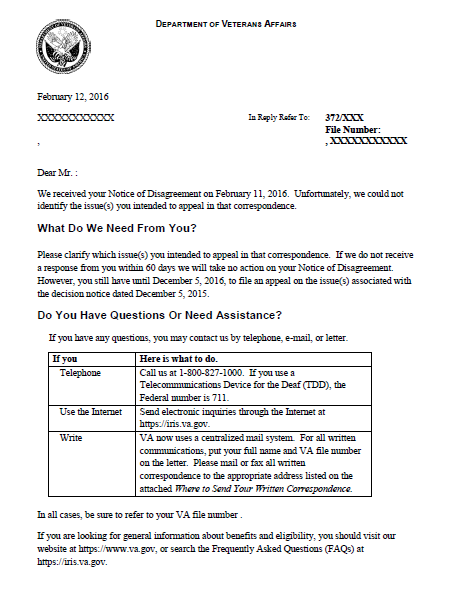 DEPARTMENT OF VETERANS AFFAIRS
February 12, 2016
XXXXXXXXXXX
In Reply Refer To: 372/XXX
File Number:
, XXXXXXXXXXX
,
Dear Mr. :
We received your Notice of Disagreement on February 11, 2016. Unfortunately, we could not
identify the issue(s) you intended to appeal in that correspondence.
What Do We Need From You?
Please clarify which issue(s) you intended to appeal in that correspondence. If we do not receive
a response from you within 60 days we will take no action on your Notice of Disagreement.
However, you still have until December 5, 2016, to file an appeal on the issue(s) associated with
the decision notice dated December 5, 2015.
Do You Have Questions Or Need Assistance?
If you have any questions, you may contact us by telephone, e-mail, or letter.
If you Here is what to do.
Telephone Call us at 1-800-827-1000. If you use a
Telecommunications Device for the Deaf (TDD), the
Federal number is 711.
Use the Internet Send electronic inquiries through the Internet at
https://iris.va.gov.
Write VA now uses a centralized mail system. For all written
communications, put your full name and VA file number
on the letter. Please mail or fax all written
correspondence to the appropriate address listed on the
attached Where to Send Your Written Correspondence.
In all cases, be sure to refer to your VA file number .
If you are looking for general information about benefits and eligibility, you should visit our
website at https://www.va.gov, or search the Frequently Asked Questions (FAQs) at
https://iris.va.gov.